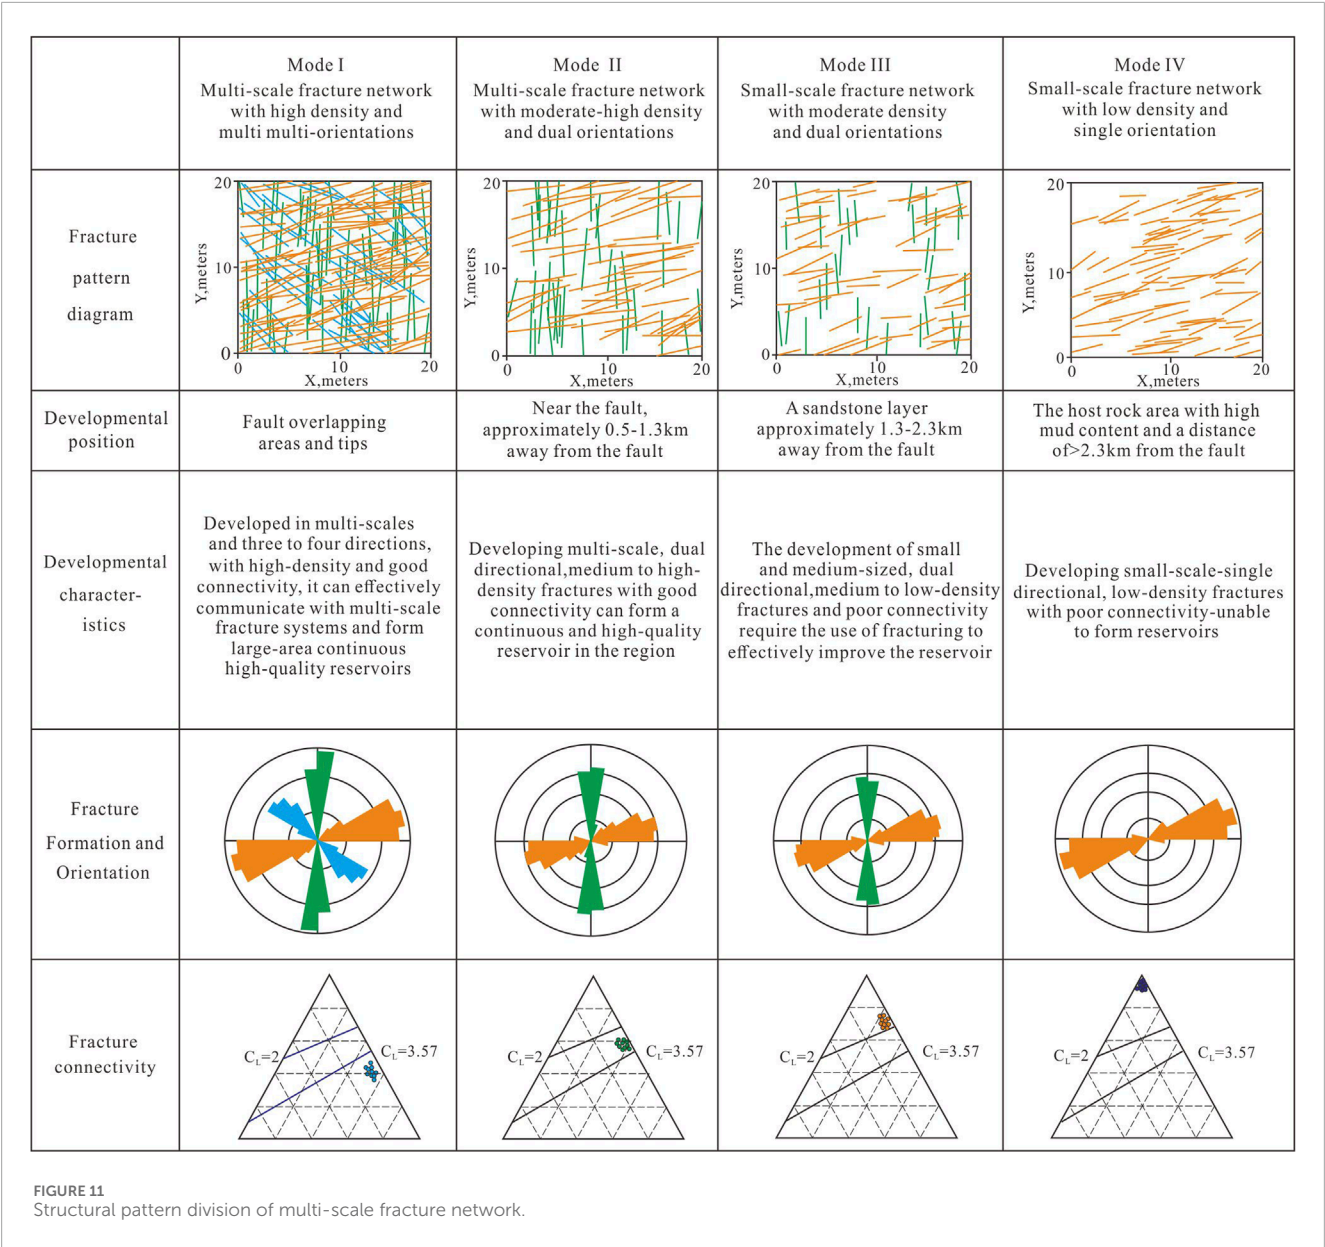 Mode I
Multi-scale fracture network
with high density and
multi multi-orientations
Mode II
Multi-scale fracture network
with moderate-high density
and dual orientations
Mode III
Small-scale fracture network
with moderate density
and dual orientations
Mode IV
Small-scale fracture network
with low density and
single orientation
Fracture
pattern
diagram
20
10
0
Y,meters
0
10
20
X,meters
20
10
0
Y,meters
0
10
20
X,meters
20
10
0
Y,meters
0
10
20
X,meters
20
10
0
Y,meters
0
10
20
X,meters
Developmental
position
Fault overlapping
areas and tips
Near the fault,
approximately 0.5-1.3km
away from the fault
A sandstone layer
approximately 1.3-2.3km
away from the fault
The host rock area with high
mud content and a distance
of>2.3km from the fault
Developmental
character-
istics
Developed in multi-scales
and three to four directions,
with high-density and good
connectivity, it can effectively
communicate with multi-scale
fracture systems and form
large-area continuous
high-quality reservoirs
Developing multi-scale, dual
directional,medium to high-
density fractures with good
connectivity can form a
continuous and high-quality
reservoir in the region
The development of small
and medium-sized, dual
directional,medium to low-density
fractures and poor connectivity
require the use of fracturing to
effectively improve the reservoir
Developing small-scale-single
directional, low-density fractures
with poor connectivity-unable
to form reservoirs
Fracture
Formation and
Orientation
Fracture
connectivity
C_L=2
C_L=3.57
C_L=2
C_L=3.57
C_L=2
C_L=3.57
C_L=2
C_L=3.57
FIGURE 11
Structural pattern division of multi-scale fracture network.